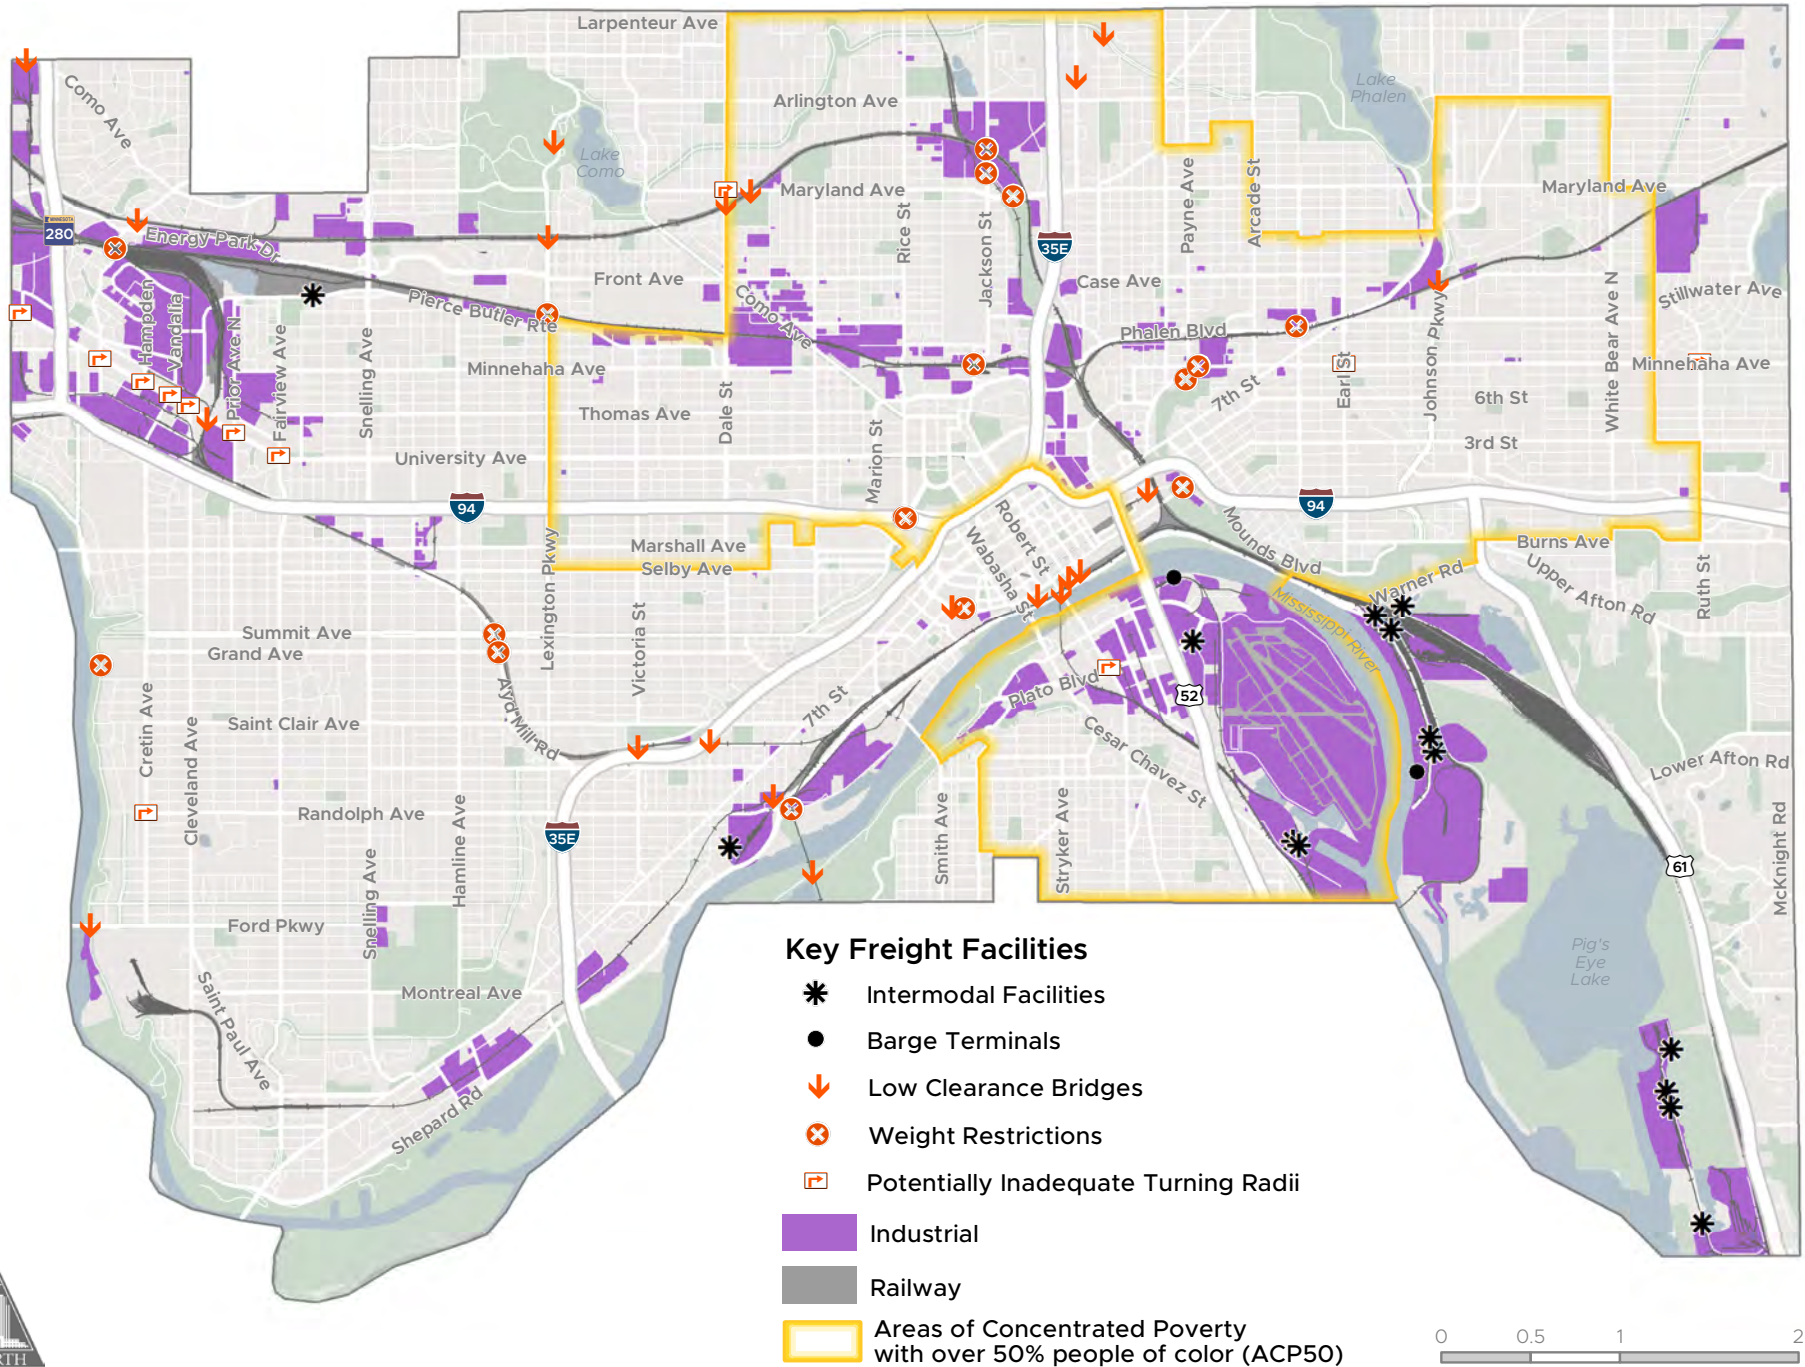 Larpenteur Ave
Como Ave
Arlington Ave
Lake
Phalen
Lake
Como
Maryland Ave
Maryland Ave
Payne Ave
Arcade St
Rice St
Jackson St
MINNESOTA
280
Energy Park Dr
35E
Front Ave
Case Ave
Stillwater Ave
Pierce Butler Rte
Como Ave
Phalen Blvd
Hampden
Vandalia
Prior Ave N
Fairview Ave
Snelling Ave
Minnehaha Ave
Minnehaha Ave
Earl St
Johnson Pkwy
White Bear Ave N
7th St
6th St
Thomas Ave
Dale St
Marion St
3rd St
University Ave
94
94
Robert St
Wabasha St
Mounds Blvd
Marshall Ave
Selby Ave
Burns Ave
Warner Rd
Upper Afton Rd
Ruth St
Mississippi River
Lexington Pkwy
Victoria St
Summit Ave
Grand Ave
Plato Blvd
52
Ayd Mill Rd
7th St
Cretin Ave
Cleveland Ave
Saint Clair Ave
Cesar Chavez St
Lower Afton Rd
Randolph Ave
Hamline Ave
35E
Smith Ave
Stryker Ave
McKnight Rd
61
Snelling Ave
Ford Pkwy
Pig's
Eye
Lake
Saint Paul Ave
Montreal Ave
Shepard Rd
Key Freight Facilities
Intermodal Facilities
Barge Terminals
Low Clearance Bridges
Weight Restrictions
Potentially Inadequate Turning Radii
Industrial
Railway
Areas of Concentrated Poverty
with over 50% people of color (ACP50)
0 0.5 1 2
RTH